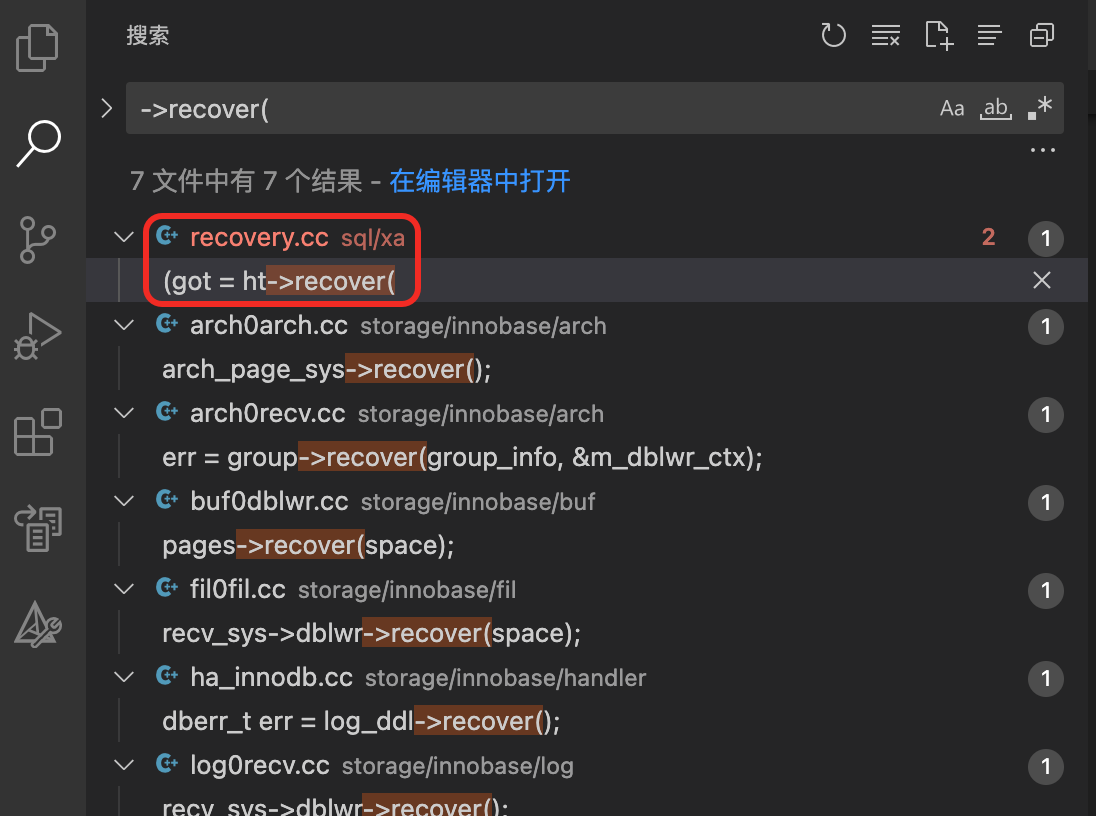 搜索
->recover(
Aa ab .*
...
7 文件中有 7 个结果 - 在编辑器中打开
recovery.cc sql/xa 2 1
(got = ht->recover(
arch0arch.cc storage/innobase/arch 1
arch_page_sys->recover();
arch0recv.cc storage/innobase/arch 1
err = group->recover(group_info, &m_dblwr_ctx);
buf0dblwr.cc storage/innobase/buf 1
pages->recover(space);
fil0fil.cc storage/innobase/fil 1
recv_sys->dblwr->recover(space);
ha_innodb.cc storage/innobase/handler 1
dberr_t err = log_ddl->recover();
log0recv.cc storage/innobase/log 1
recv_sys->dblwr->recover();